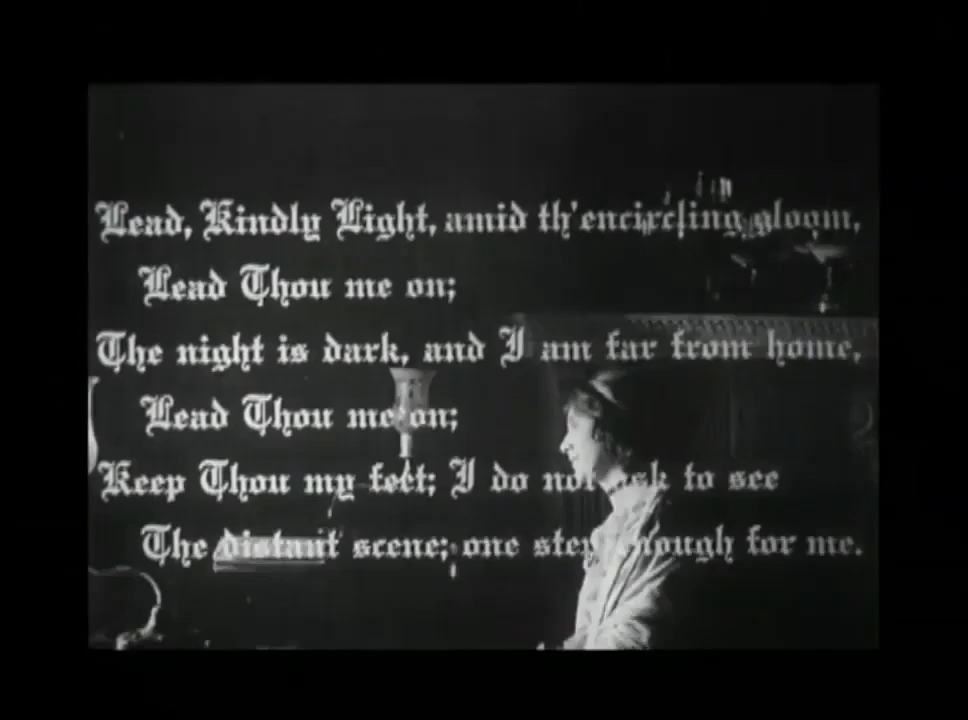 Lead, Kindly Light, amid th'encircling gloom,
Lead Thou me on;
The night is dark, and I am far from home,
Lead Thou me on;
Keep Thou my feet; I do not ask to see
The distant scene; one step enough for me.